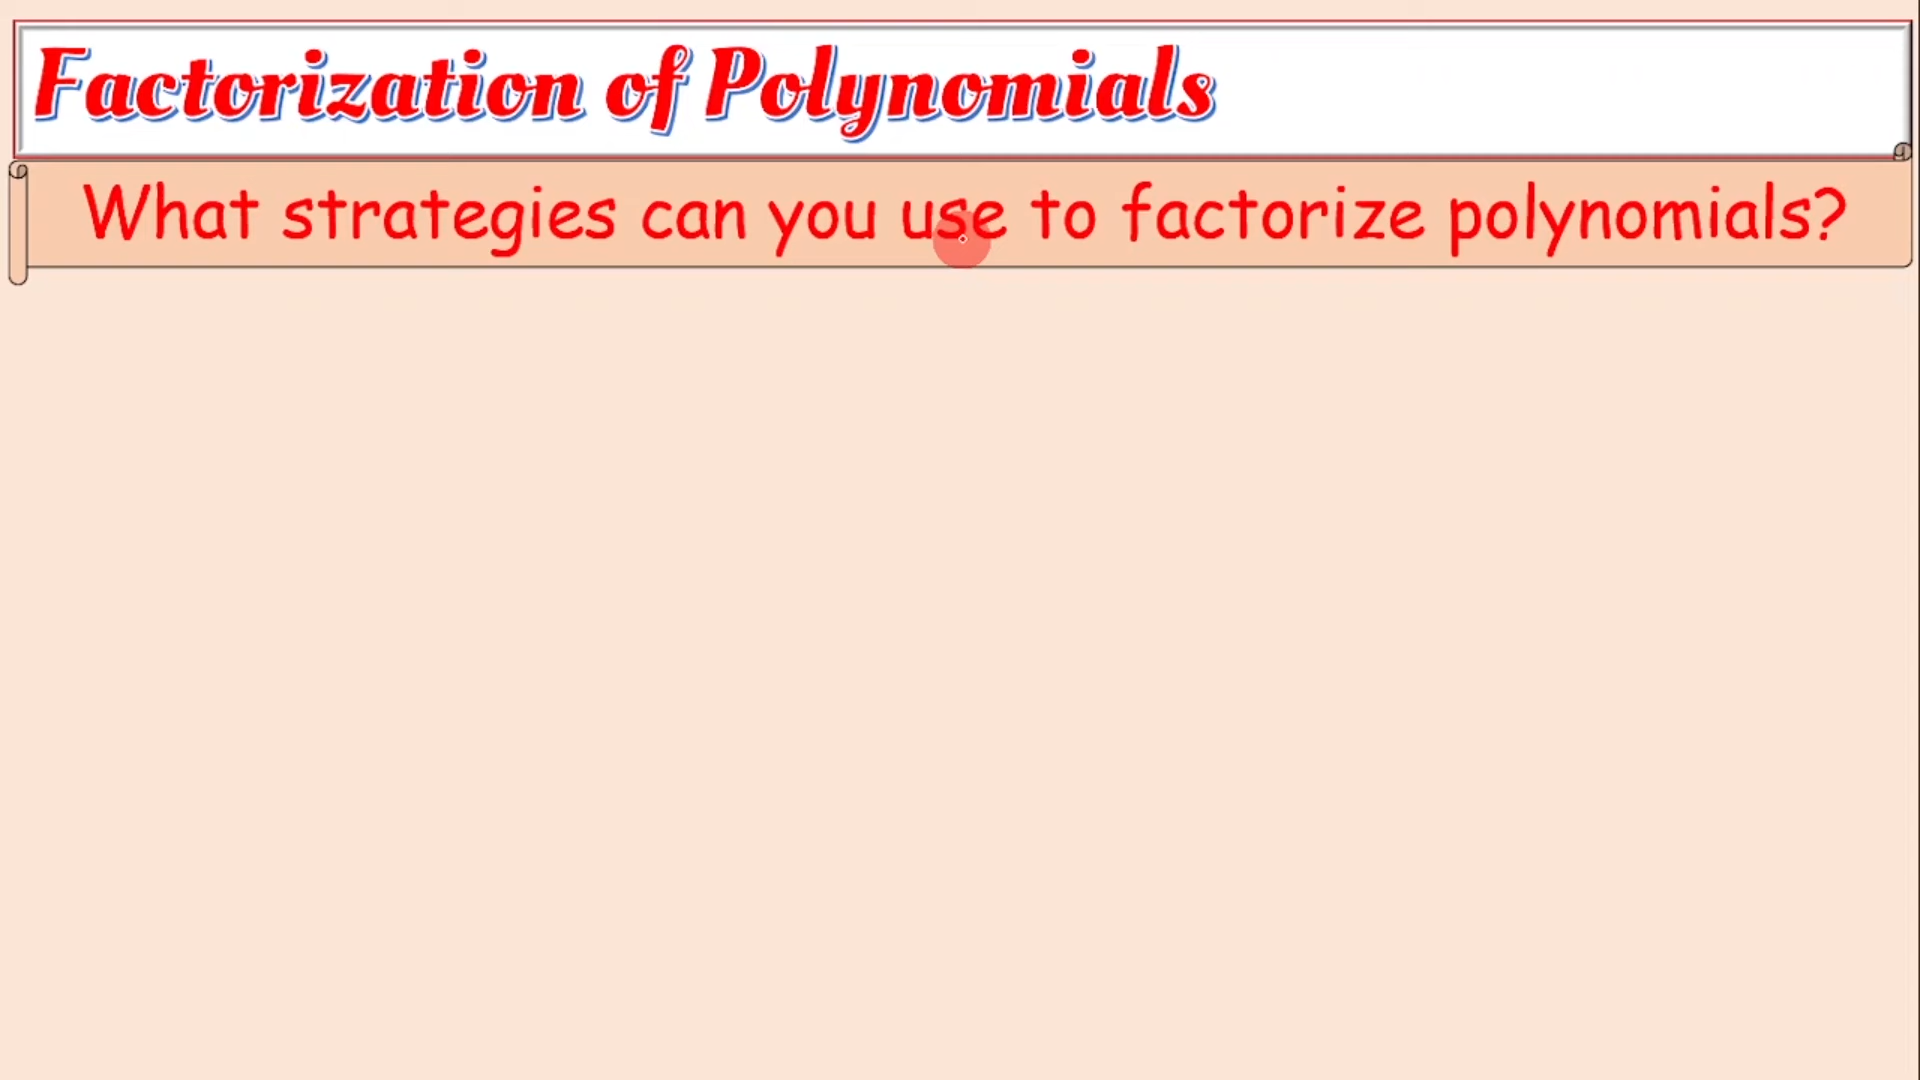 Factorization of Polynomials
What strategies can you use to factorize polynomials?